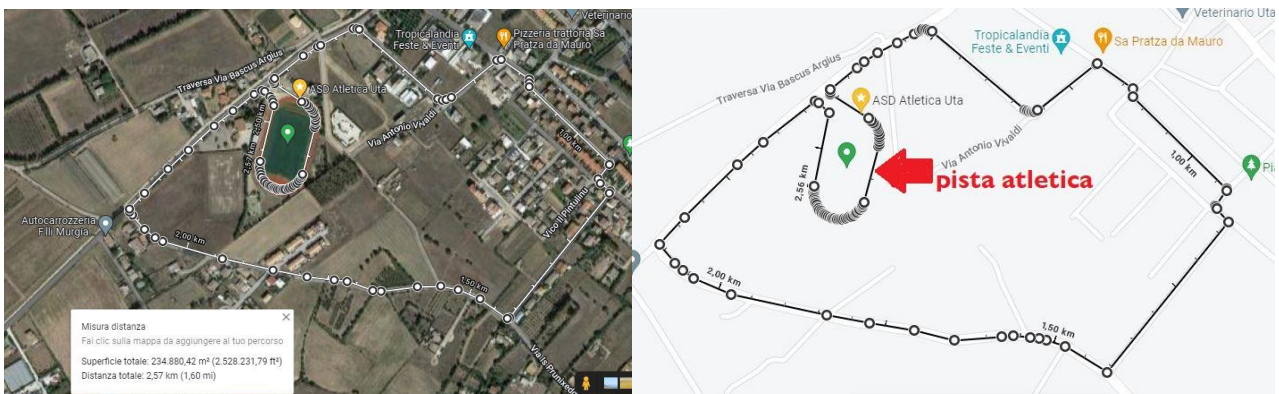 Veterinario
Tropicalandia
Feste & Eventi
Pizzeria trattoria Sa
Pratza da Mauro
Traversa Via Bascus Argius
ASD Atletica Uta
Via Antonio Vivaldi
100 km
2,50 km
2,57 km
Vico II Pintulinu
Autocarrozzeria
F.lli Murgia
2,00 km
1,50 km
Via Is Prunixeddas
Misura distanza
Fai clic sulla mappa da aggiungere al tuo percorso
Superficie totale: 234.880,42 m² (2.528.231,79 ft²)
Distanza totale: 2,57 km (1,60 mi)
Veterinario Uta
Tropicalandia
Feste & Eventi
Sa Pratza da Mauro
Traversa Via Bascus Argius
ASD Atletica Uta
Via Antonio Vivaldi
1,00 km
Pi
2,56 km
pista atletica
2,00 km
1,50 km